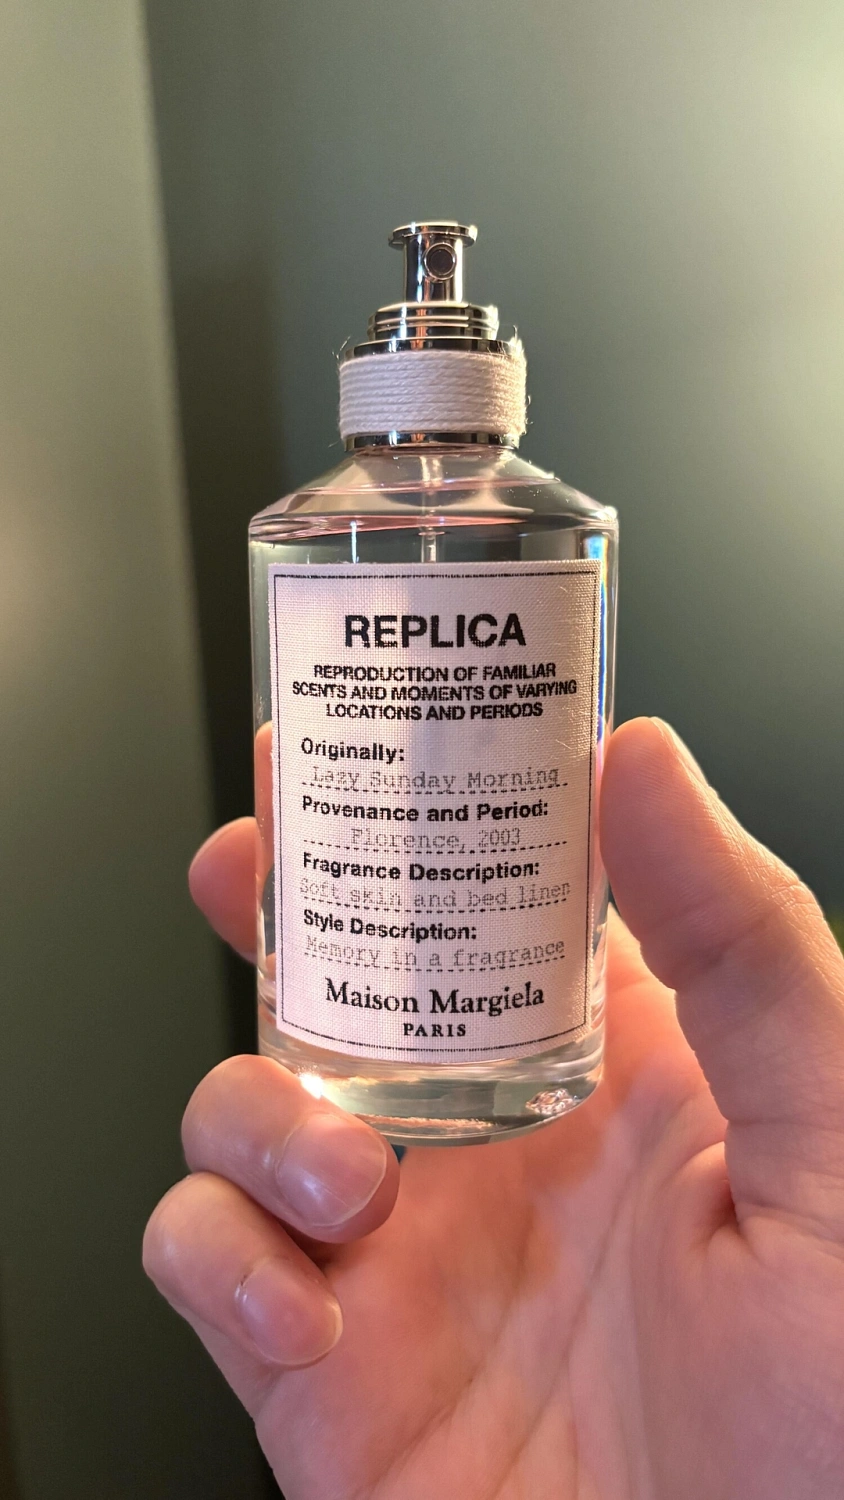 REPLICA
REPRODUCTION OF FAMILIAR
SCENTS AND MOMENTS OF VARYING
LOCATIONS AND PERIODS
Originally:
Lazy Sunday Morning
Provenance and Period:
Florence, 2003
Fragrance Description:
Soft skin and bed linen
Style Description:
Memory in a fragrance
Maison Margiela
PARIS